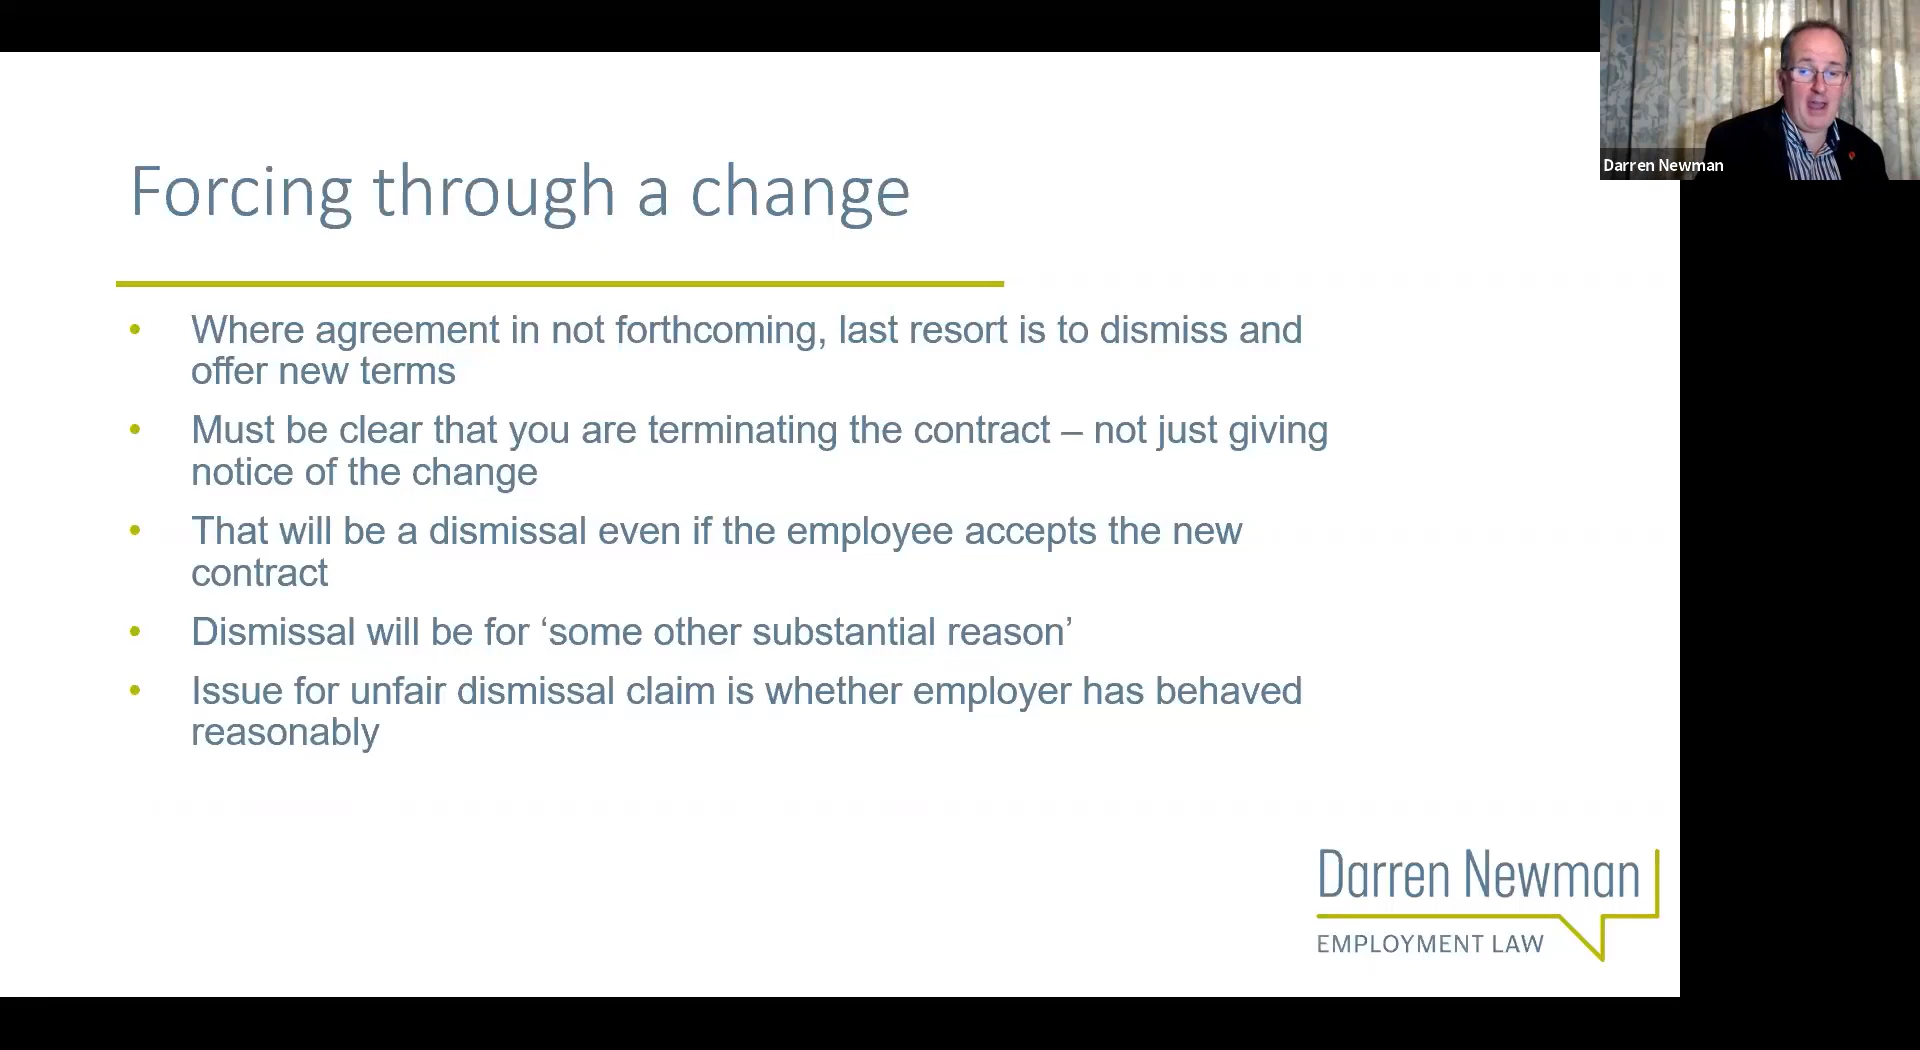 Darren Newman
Forcing through a change
• Where agreement in not forthcoming, last resort is to dismiss and
offer new terms
• Must be clear that you are terminating the contract – not just giving
notice of the change
• That will be a dismissal even if the employee accepts the new
contract
• Dismissal will be for ‘some other substantial reason’
• Issue for unfair dismissal claim is whether employer has behaved
reasonably
Darren Newman
EMPLOYMENT LAW